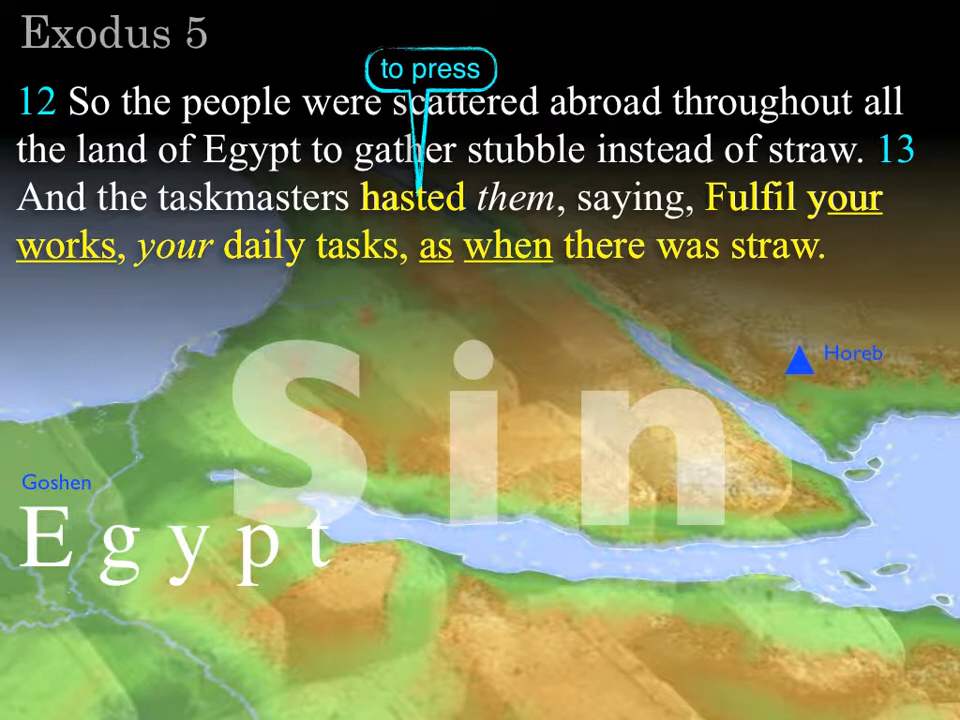 Exodus 5
to press
12 So the people were scattered abroad throughout all
the land of Egypt to gather stubble instead of straw. 13
And the taskmasters hasted them, saying, Fulfil your
works, your daily tasks, as when there was straw.
Horeb
Sin
Goshen
Egypt